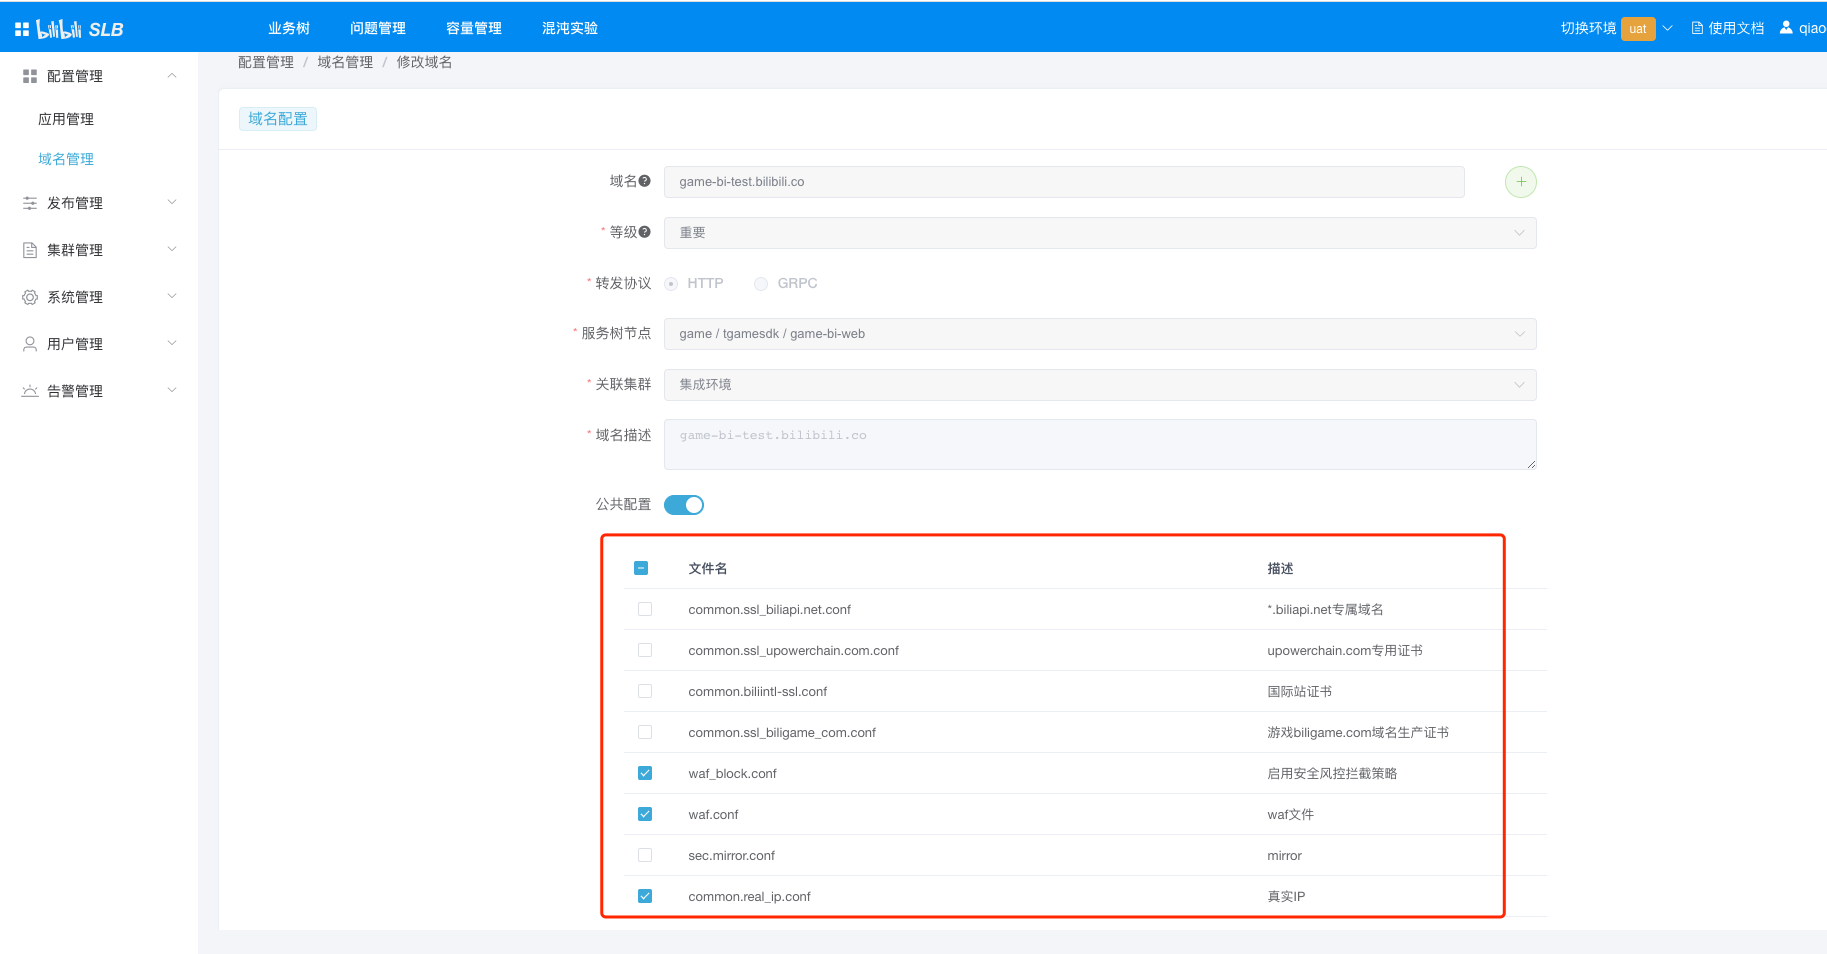 bilibili SLB 业务树 问题管理 容量管理 混沌实验 切换环境 uat 使用文档 qiao
配置管理 / 域名管理 / 修改域名
配置管理
应用管理
域名管理
发布管理
集群管理
系统管理
用户管理
告警管理
域名配置
域名 game-bi-test.bilibili.co
* 等级 重要
* 转发协议 HTTP GRPC
* 服务树节点 game / tgamesdk / game-bi-web
* 关联集群 集成环境
* 域名描述 game-bi-test.bilibili.co
公共配置
文件名 描述
common.ssl_biliapi.net.conf *.biliapi.net专属域名
common.ssl_upowerchain.com.conf upowerchain.com专用证书
common.biliintl-ssl.conf 国际站证书
common.ssl_biligame_com.conf 游戏biligame.com域名生产证书
waf_block.conf 启用安全风控拦截策略
waf.conf waf文件
sec.mirror.conf mirror
common.real_ip.conf 真实IP